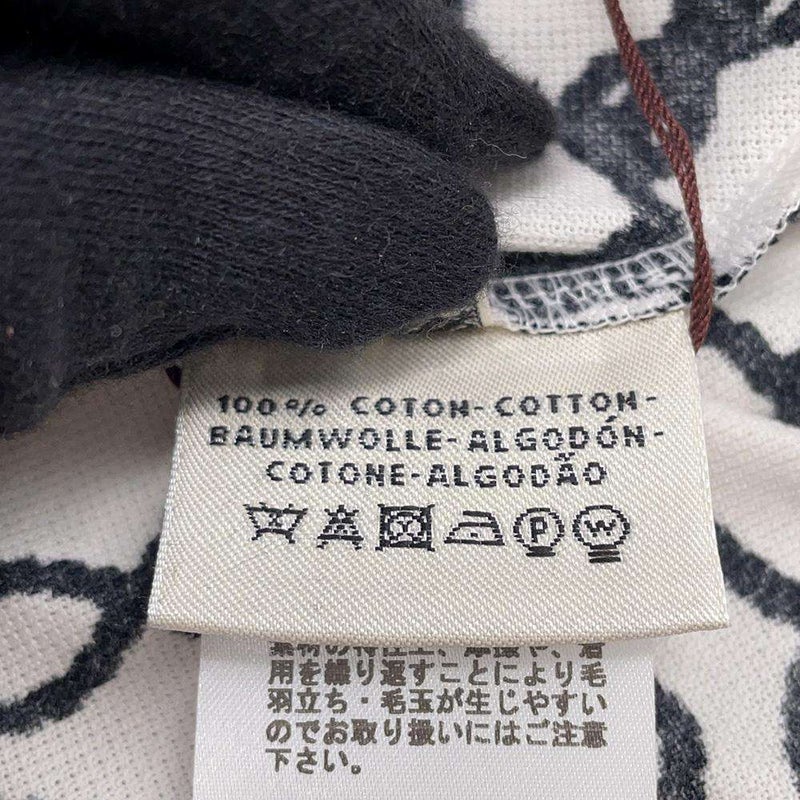 100% COTON-COTTON-
BAUMWOLLE-ALGODÓN-
COTONE-ALGODÃO
P W
用を繰り返すことにより毛
羽立ち・毛玉が生じやすい
のでお取り扱いにはご注意
下さい。